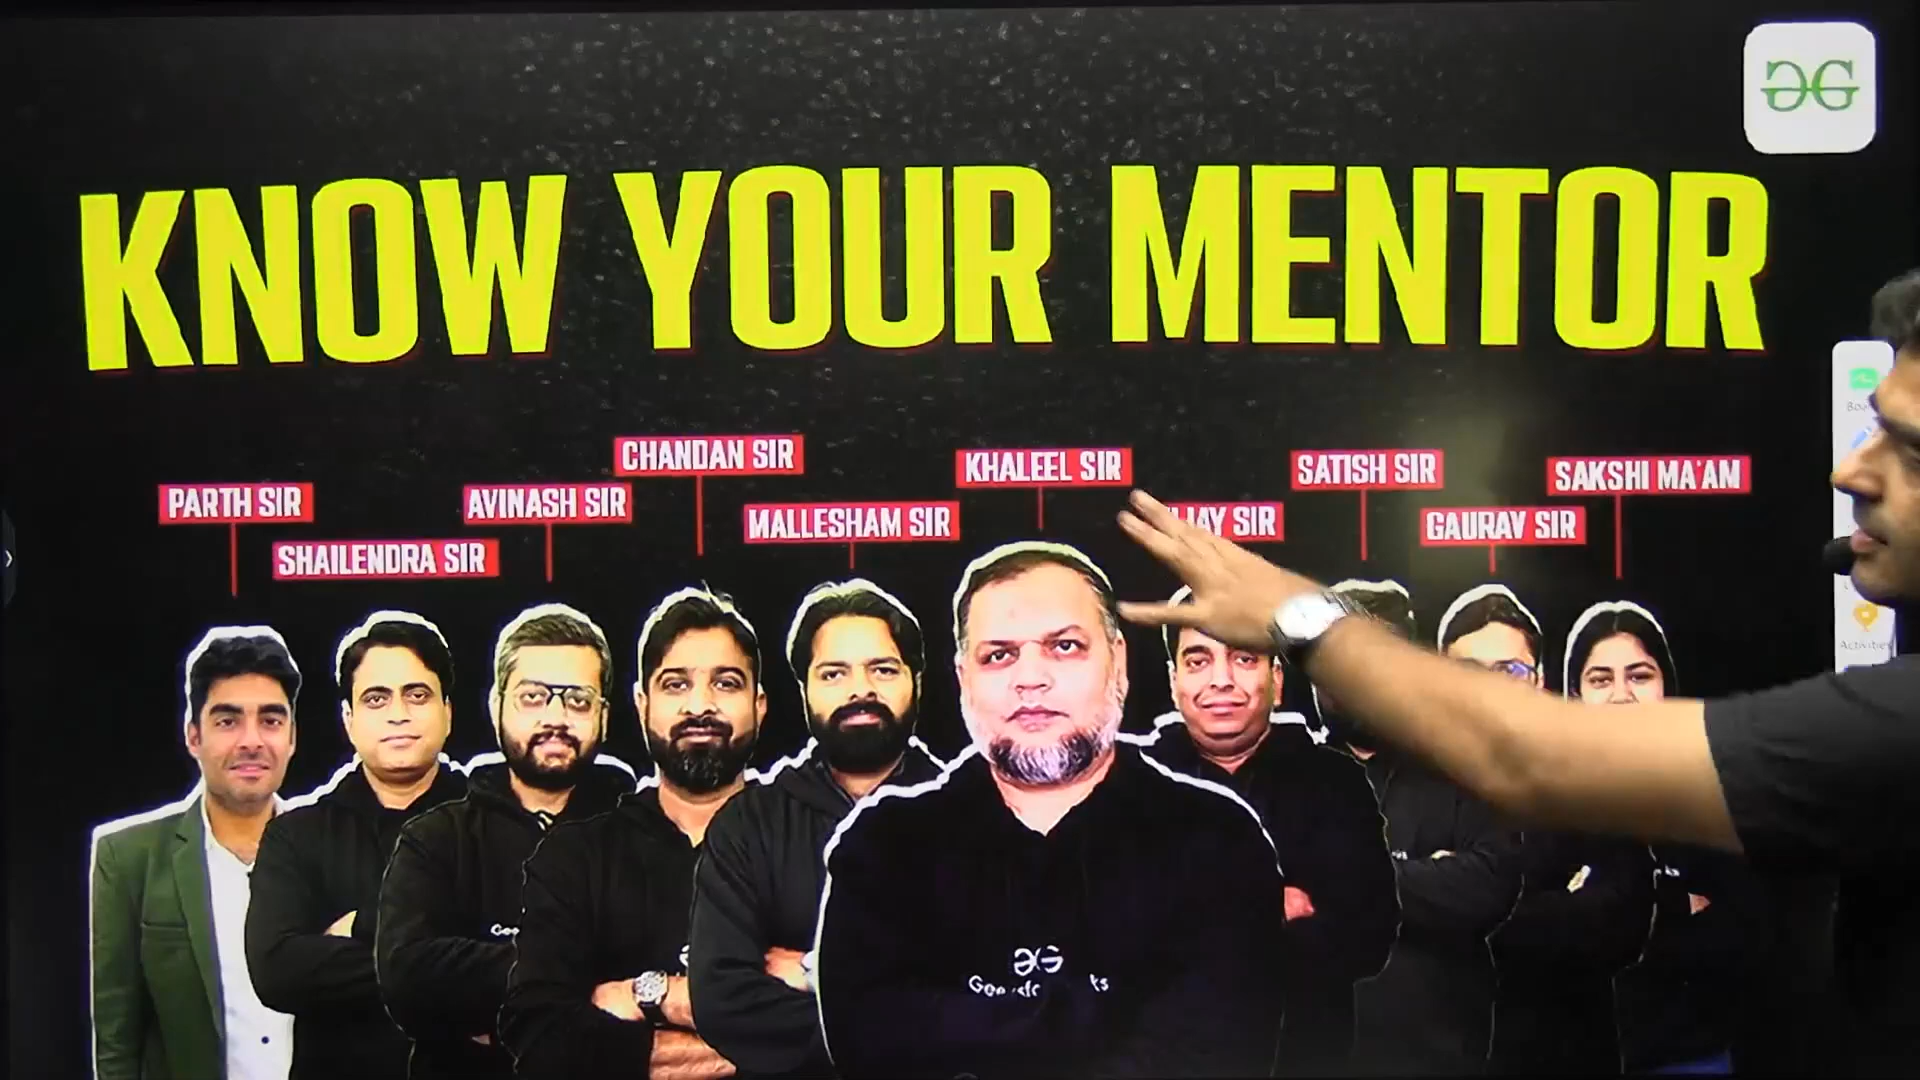 KNOW YOUR MENTOR
CHANDAN SIR
KHALEEL SIR
SATISH SIR
SAKSHI MA'AM
PARTH SIR
AVINASH SIR
MALLESHAM SIR
SIR
GAURAV SIR
SHAILENDRA SIR